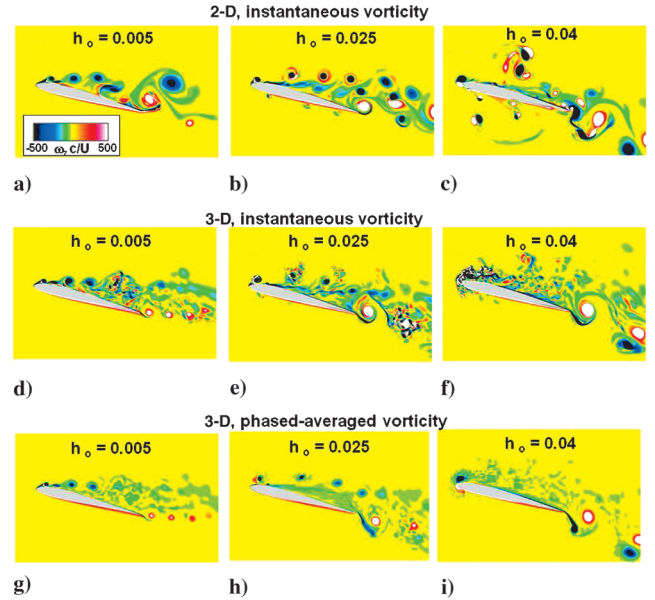 2-D, instantaneous vorticity
h o = 0.005
h o = 0.025
h o = 0.04
-500 ω z c/U 500
a)
b)
c)
3-D, instantaneous vorticity
h o = 0.005
h o = 0.025
h o = 0.04
d)
e)
f)
3-D, phased-averaged vorticity
h o = 0.005
h o = 0.025
h o = 0.04
g)
h)
i)